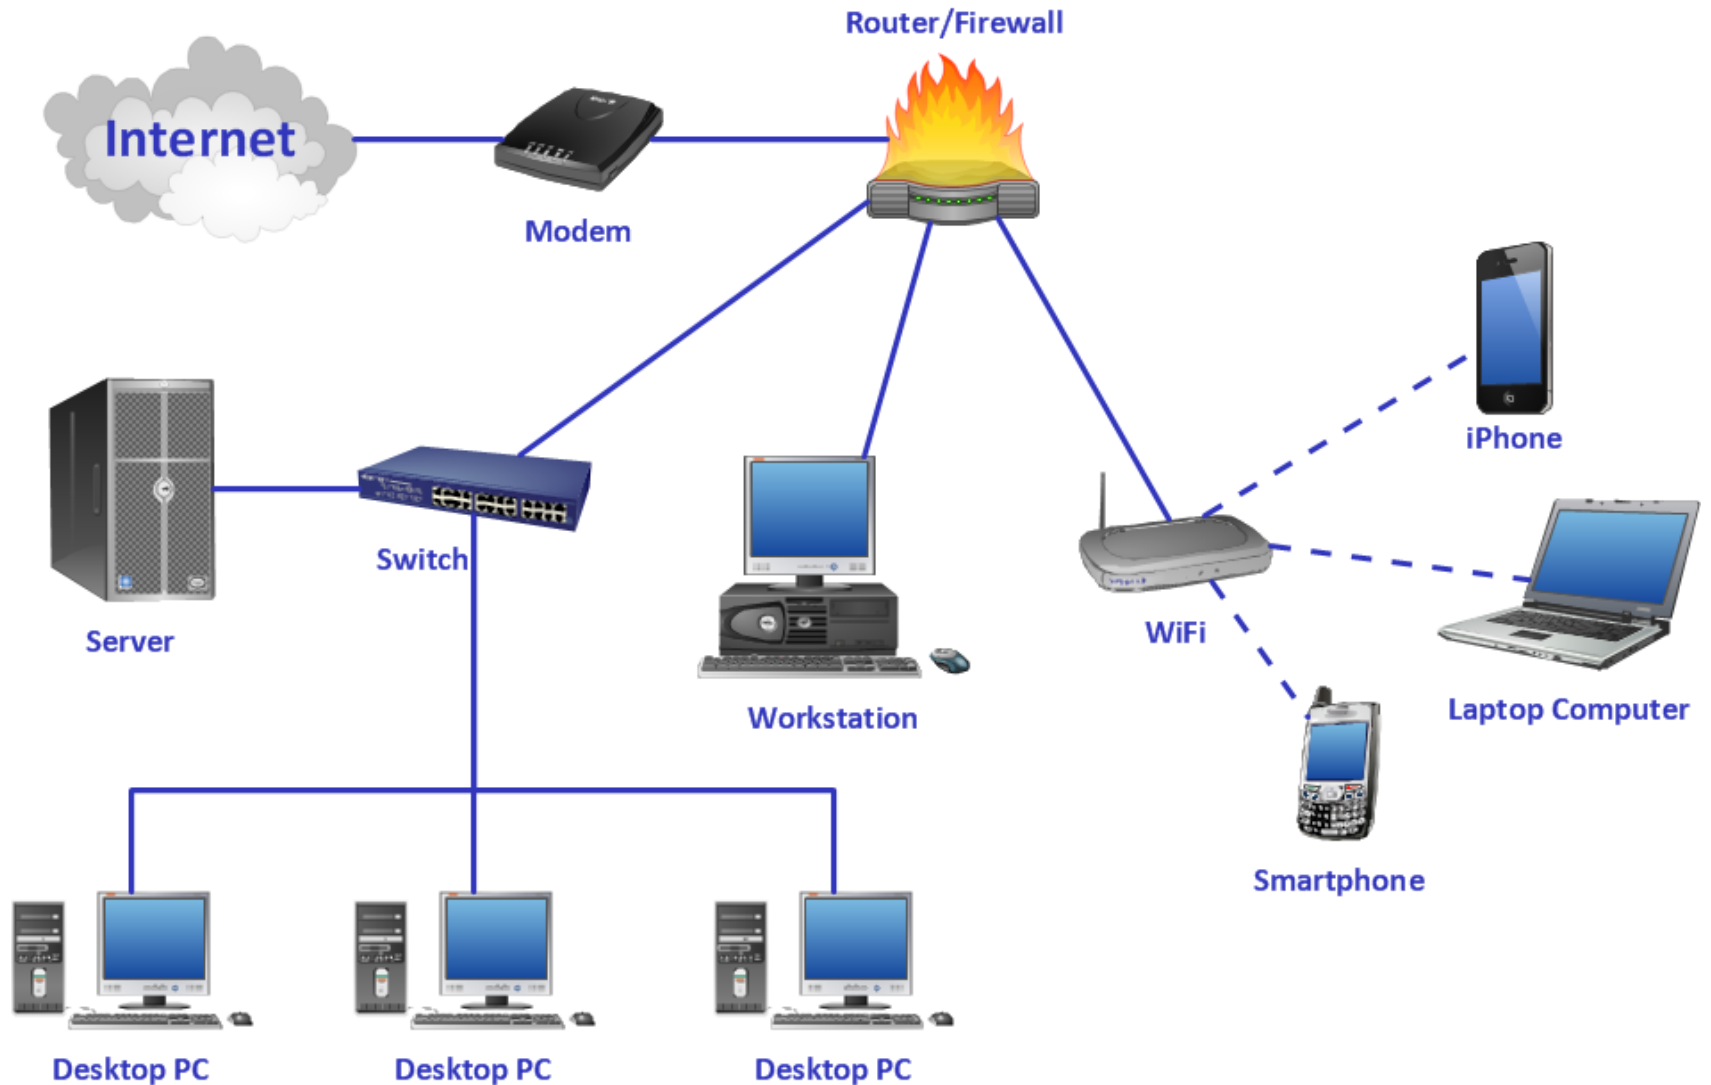 Router/Firewall
Internet
Modem
iPhone
Switch
Server
WiFi
Workstation
Laptop Computer
Smartphone
Desktop PC
Desktop PC
Desktop PC